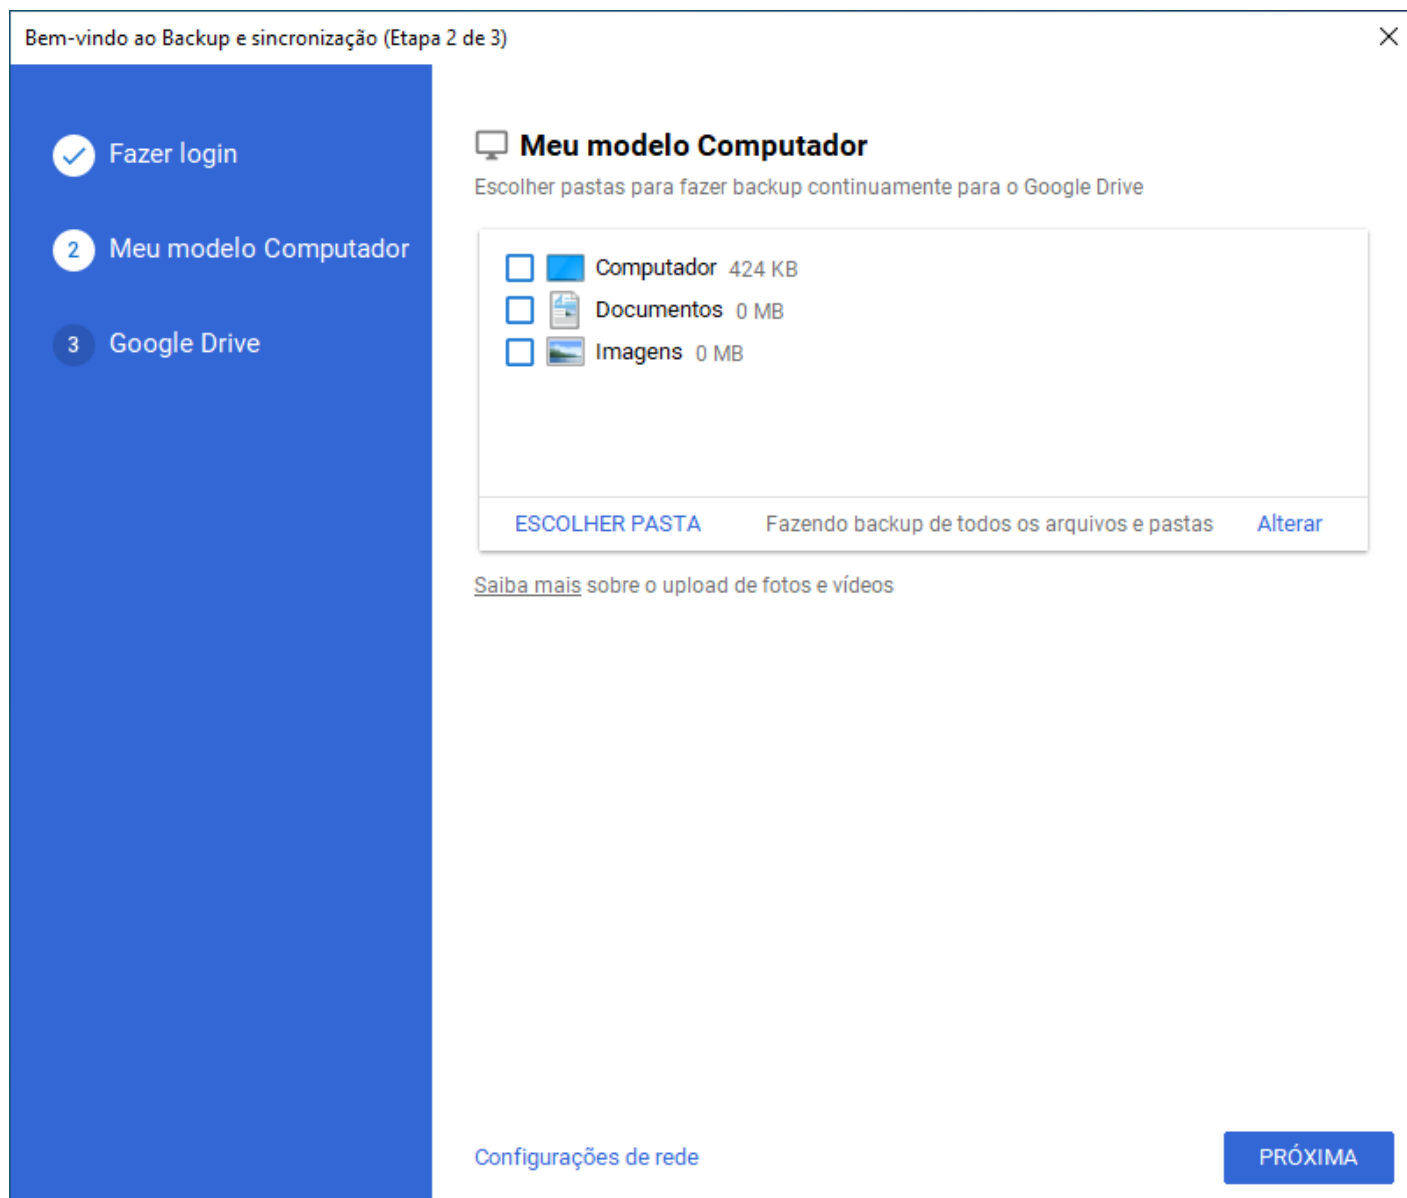 Bem-vindo ao Backup e sincronização (Etapa 2 de 3)
Fazer login
2 Meu modelo Computador
3 Google Drive
Meu modelo Computador
Escolher pastas para fazer backup continuamente para o Google Drive
Computador 424 KB
Documentos 0 MB
Imagens 0 MB
ESCOLHER PASTA Fazendo backup de todos os arquivos e pastas Alterar
Saiba mais sobre o upload de fotos e vídeos
Configurações de rede PRÓXIMA